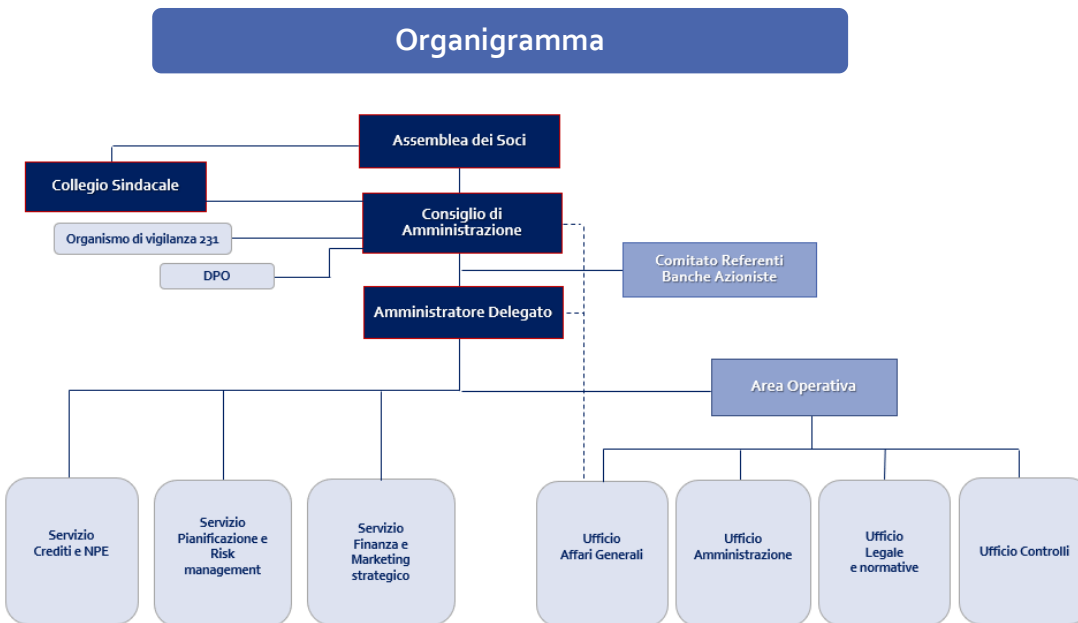 Organigramma
Assemblea dei Soci
Collegio Sindacale
Consiglio di
Amministrazione
Organismo di vigilanza 231
DPO
Comitato Referenti
Banche Azioniste
Amministratore Delegato
Area Operativa
Servizio
Crediti e NPE
Servizio
Pianificazione e
Risk
management
Servizio
Finanza e
Marketing
strategico
Ufficio
Affari Generali
Ufficio
Amministrazione
Ufficio
Legale
e normative
Ufficio Controlli